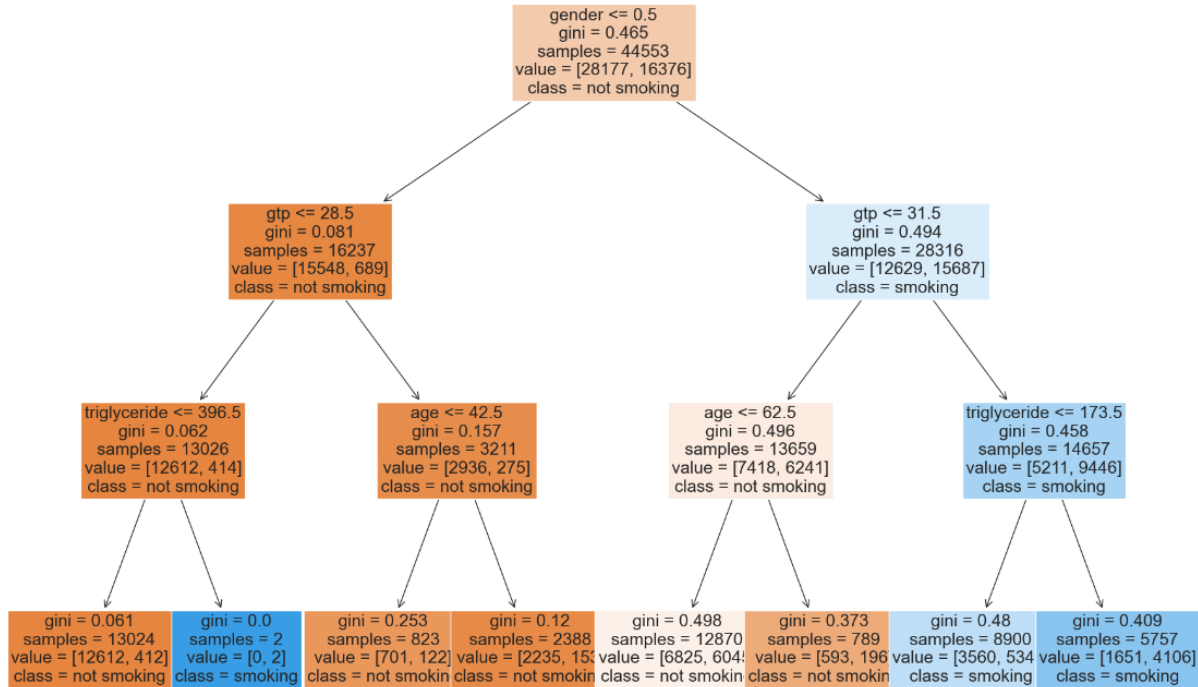 gender <= 0.5
gini = 0.465
samples = 44553
value = [28177, 16376]
class = not smoking
gtp <= 28.5
gini = 0.081
samples = 16237
value = [15548, 689]
class = not smoking
gtp <= 31.5
gini = 0.494
samples = 28316
value = [12629, 15687]
class = smoking
triglyceride <= 396.5
gini = 0.062
samples = 13026
value = [12612, 414]
class = not smoking
age <= 42.5
gini = 0.157
samples = 3211
value = [2936, 275]
class = not smoking
age <= 62.5
gini = 0.496
samples = 13659
value = [7418, 6241]
class = not smoking
triglyceride <= 173.5
gini = 0.458
samples = 14657
value = [5211, 9446]
class = smoking
gini = 0.061
samples = 13024
value = [12612, 412]
class = not smoking
gini = 0.0
samples = 2
value = [0, 2]
class = smoking
gini = 0.253
samples = 823
value = [701, 122]
class = not smokin
gini = 0.12
samples = 2388
value = [2235, 153
class = not smokin
gini = 0.498
samples = 12870
value = [6825, 6045
class = not smokin
gini = 0.373
samples = 789
value = [593, 196
class = not smokin
gini = 0.48
samples = 8900
value = [3560, 534
class = smoking
gini = 0.409
samples = 5757
value = [1651, 4106]
class = smoking